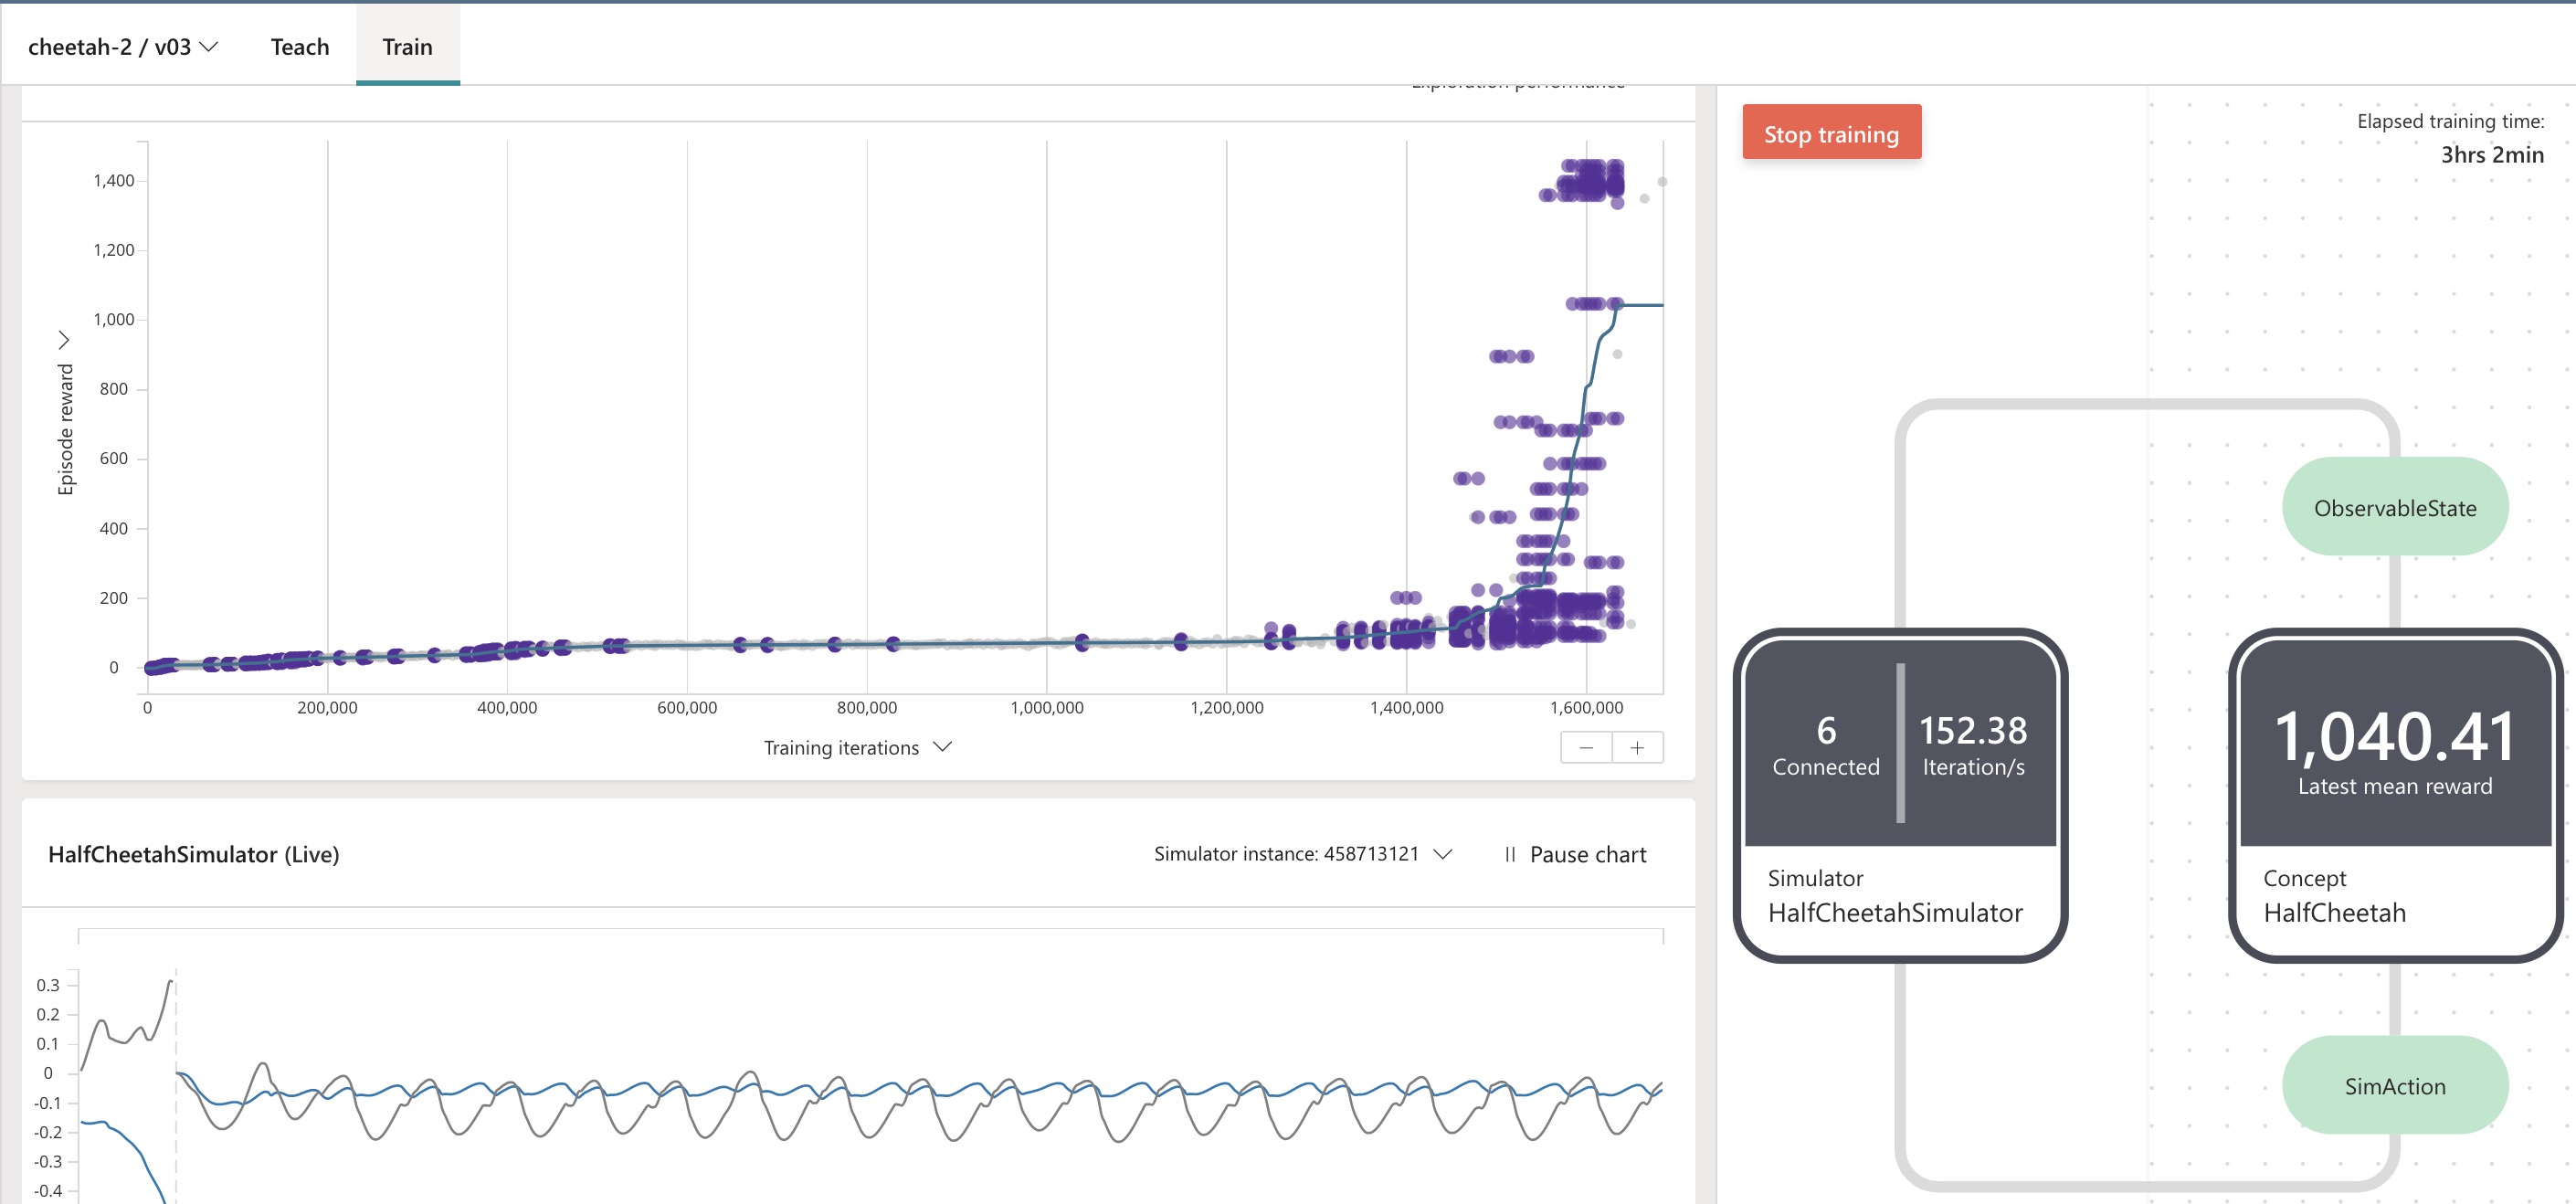 cheetah-2 / v03
Teach
Train
Exploration performance
1,400
1,200
1,000
800
600
400
200
0
Episode reward
0
200,000
400,000
600,000
800,000
1,000,000
1,200,000
1,400,000
1,600,000
Training iterations
HalfCheetahSimulator (Live)
Simulator instance: 458713121
Pause chart
0.3
0.2
0.1
0
-0.1
-0.2
-0.3
-0.4
Stop training
Elapsed training time:
3hrs 2min
ObservableState
6
Connected
152.38
Iteration/s
Simulator
HalfCheetahSimulator
1,040.41
Latest mean reward
Concept
HalfCheetah
SimAction